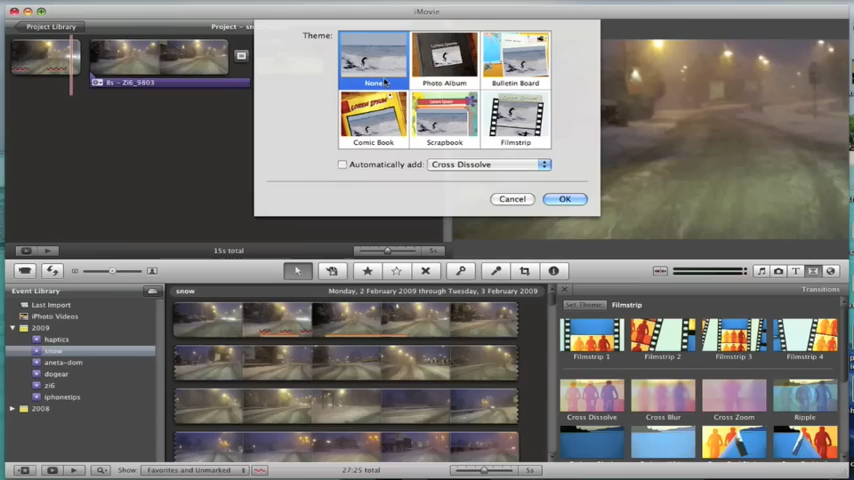 iMovie
Project Library
Project - sn
8s - Zi6_9803
15s total
5s
Theme:
None
Photo Album
Bulletin Board
Comic Book
Scrapbook
Filmstrip
Automatically add:
Cross Dissolve
Cancel
OK
Event Library
Last Import
iPhoto Videos
2009
haptics
snow
aneta-dom
dogear
zi6
iphonetips
2008
snow
Monday, 2 February 2009 through Tuesday, 3 February 2009
Transitions
Set Theme:
Filmstrip
Filmstrip 1
Filmstrip 2
Filmstrip 3
Filmstrip 4
Cross Dissolve
Cross Blur
Cross Zoom
Ripple
Show:
Favorites and Unmarked
27:25 total
5s